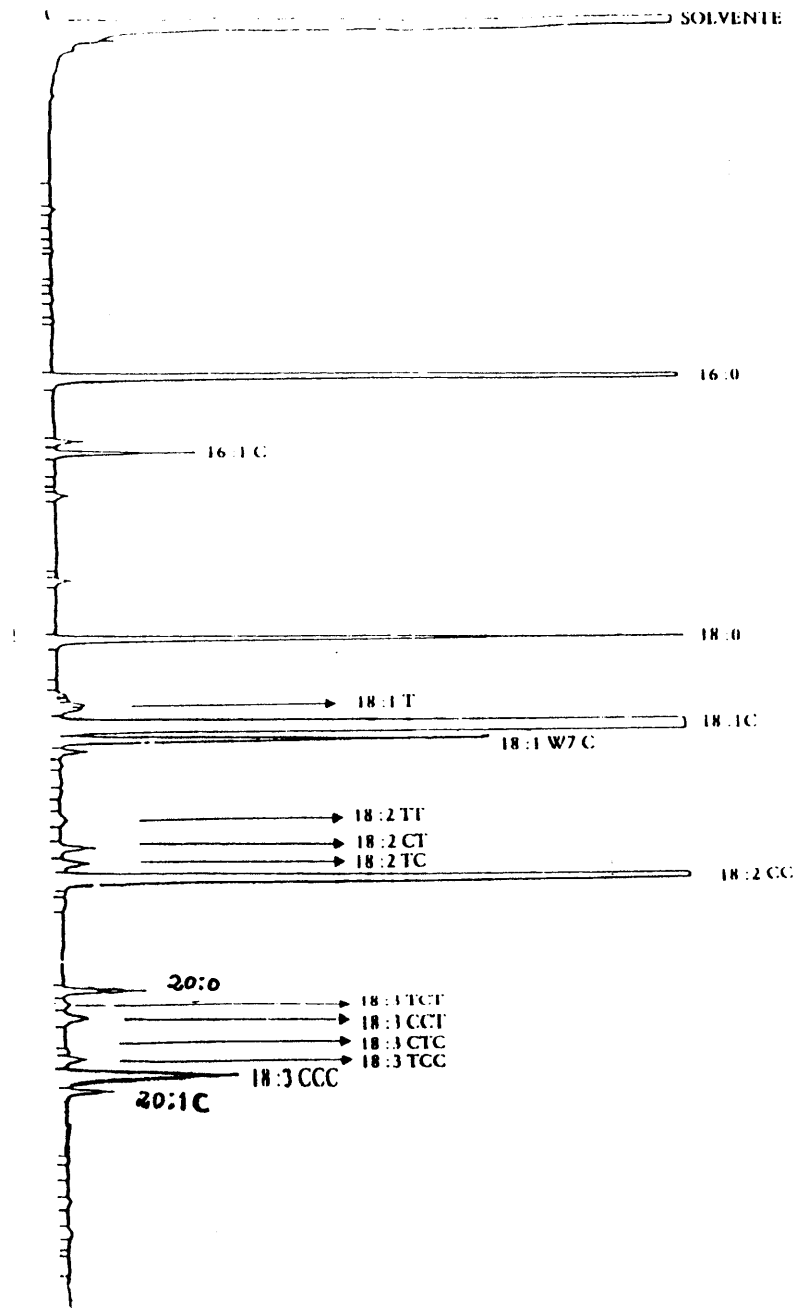 SOLVENTE
16:0
16:1 C
18:0
18:1 T
18:1C
18:1 W7 C
18:2 TT
18:2 CT
18:2 TC
18:2 CC
20:0
18:3 TCT
18:3 CCT
18:3 CTC
18:3 TCC
18:3 CCC
20:1C